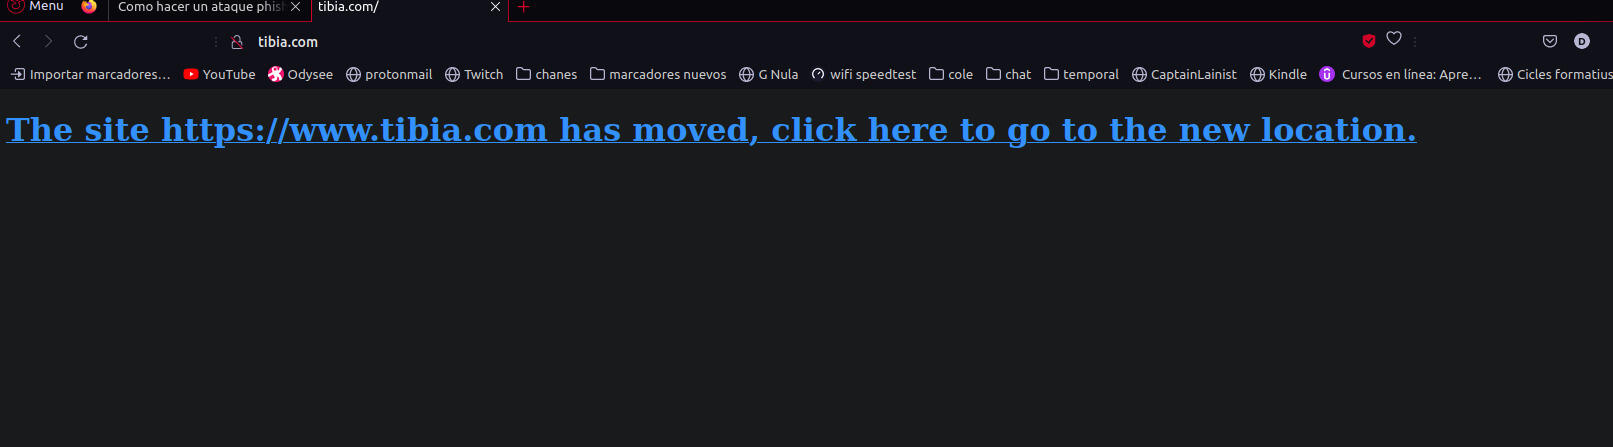 Menu Como hacer un ataque phish tibia.com/
tibia.com D
Importar marcadores... YouTube Odysee protonmail Twitch chanes marcadores nuevos G Nula wifi speedtest cole chat temporal CaptainLainist Kindle Cursos en línea: Apre... Cicles formatius
The site https://www.tibia.com has moved, click here to go to the new location.